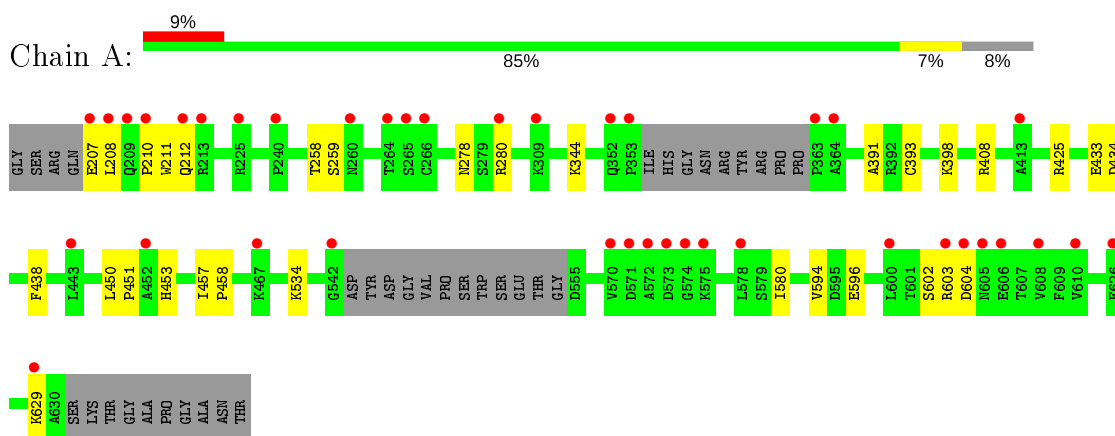 9%
Chain A:
85% 7% 8%
GLY SER ARG GLN E207 L208 Q209 P210 W211 Q212 R213 R225 P240 T258 S259 N260 T264 S265 C266 N278 S279 R280 K309 K344 Q352 P353 ILE HIS GLY ASN ARG TYR ARG PRO PRO P363 A364 A391 R392 C393 K398 R408 A413 R425 E433 D434
F438 L443 L450 P451 A452 H453 I457 P458 K467 K534 G542 ASP TYR ASP GLY VAL PRO SER TRP SER GLU THR GLY D555 V570 D571 A572 D573 G574 K575 L578 S579 I580 V594 D595 E596 L600 T601 S602 R603 D604 N605 E606 T607 V608 F609 V610
K629 A630 SER LYS THR GLY ALA PRO GLY ALA ASN THR